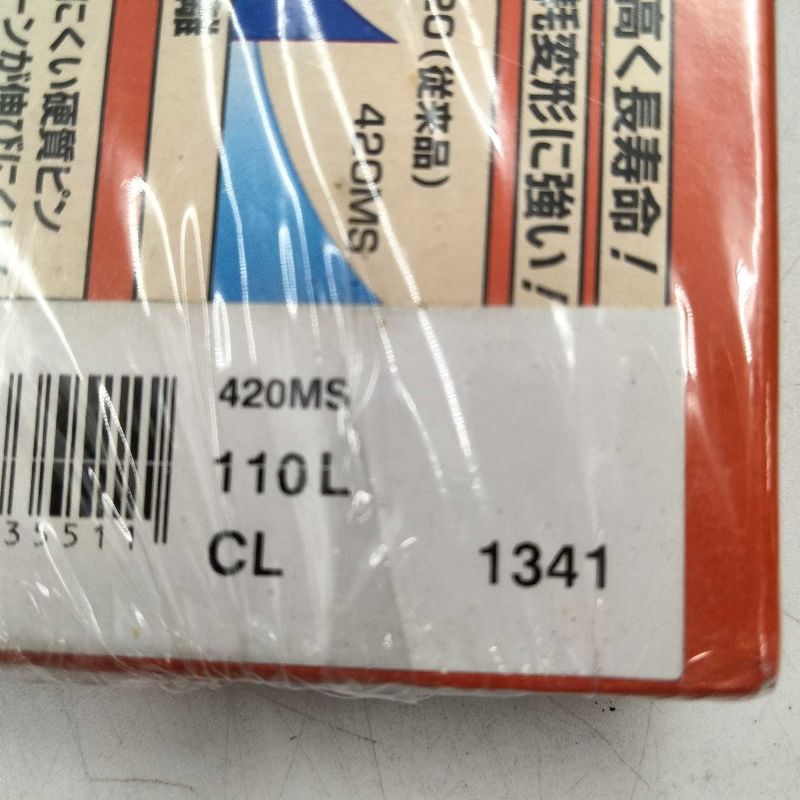 高く長寿命!
耗変形に強い!
20(従来品)
420MS
にくい硬質ピン
ーンが伸びにくい
420MS
110L
CL 1341
35511